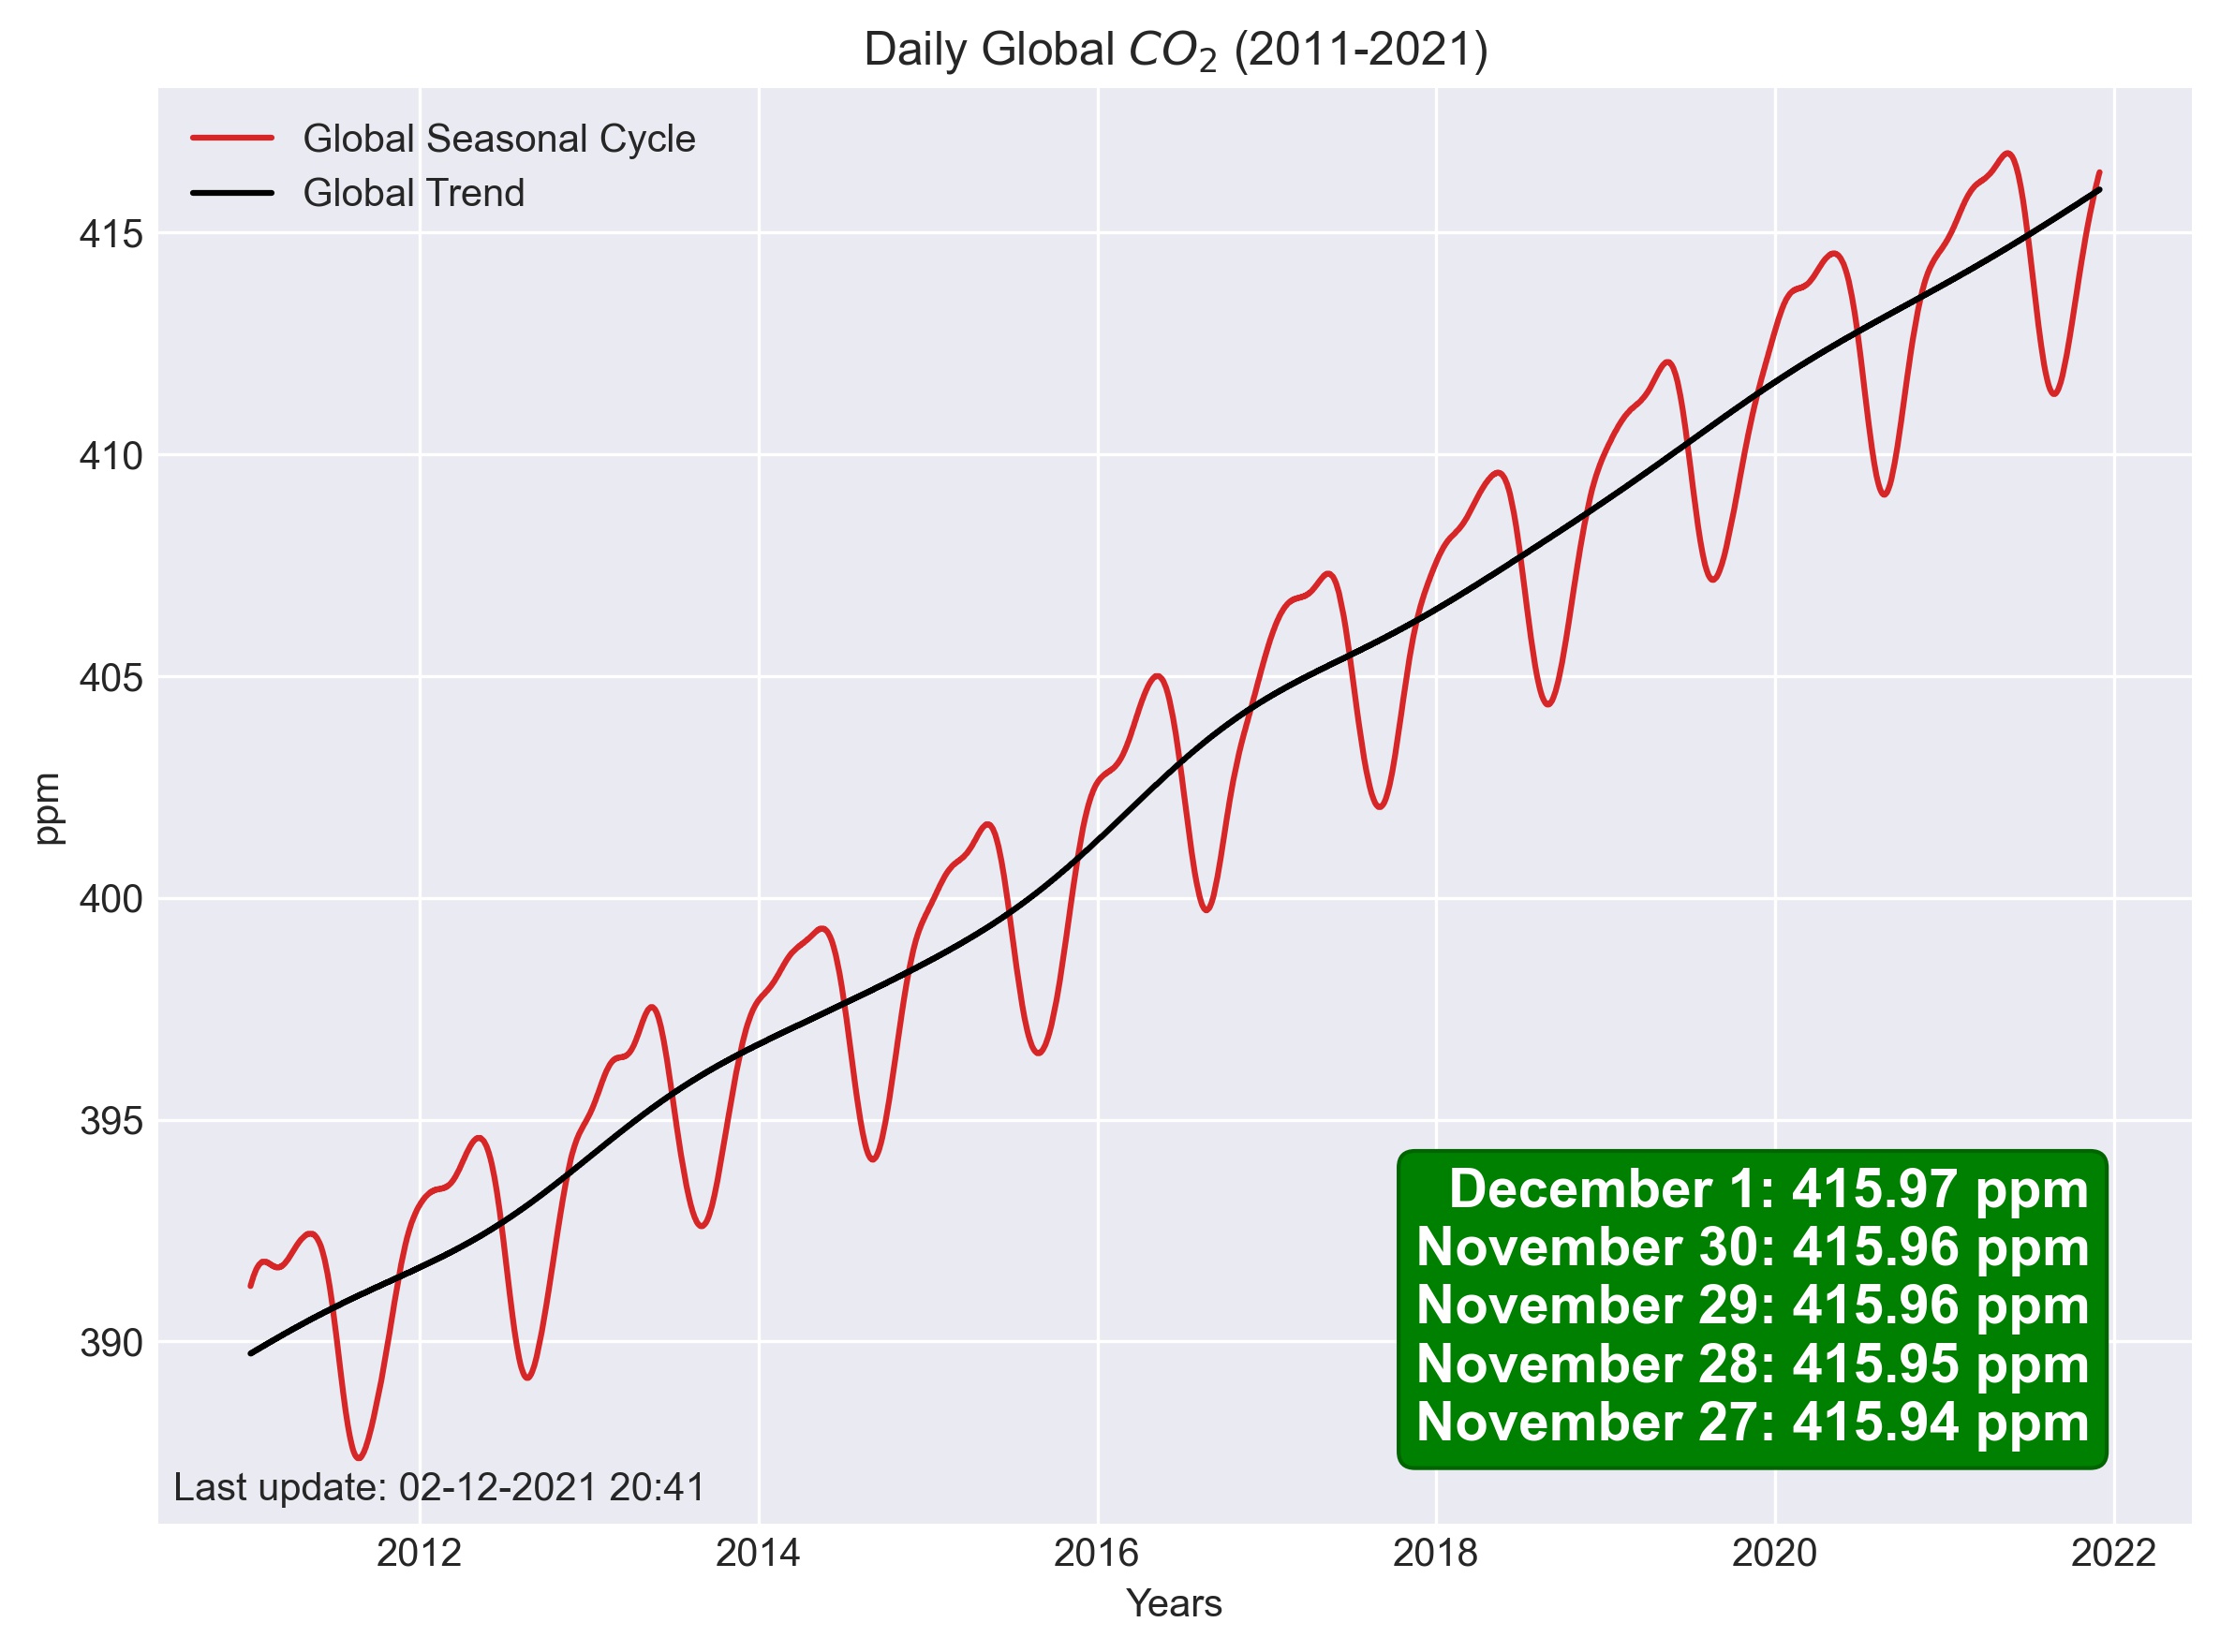 Daily Global CO₂ (2011-2021)
Global Seasonal Cycle
Global Trend
415
410
405
400
395
390
ppm
December 1: 415.97 ppm
November 30: 415.96 ppm
November 29: 415.96 ppm
November 28: 415.95 ppm
November 27: 415.94 ppm
Last update: 02-12-2021 20:41
2012 2014 2016 2018 2020 2022
Years